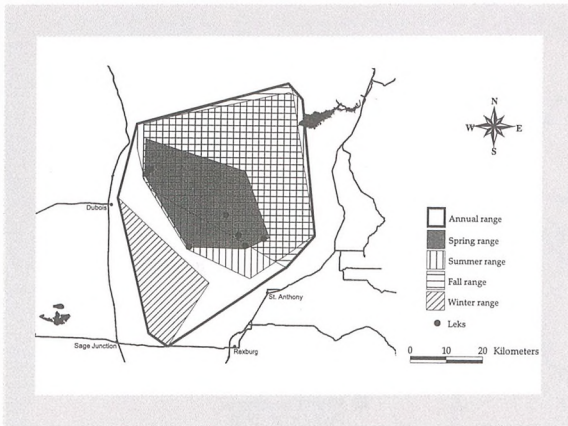 N
W E
S
Dubois
Annual range
Spring range
Summer range
Fall range
Winter range
Leks
St. Anthony
Sage Junction
Rexburg
0 10 20 Kilometers